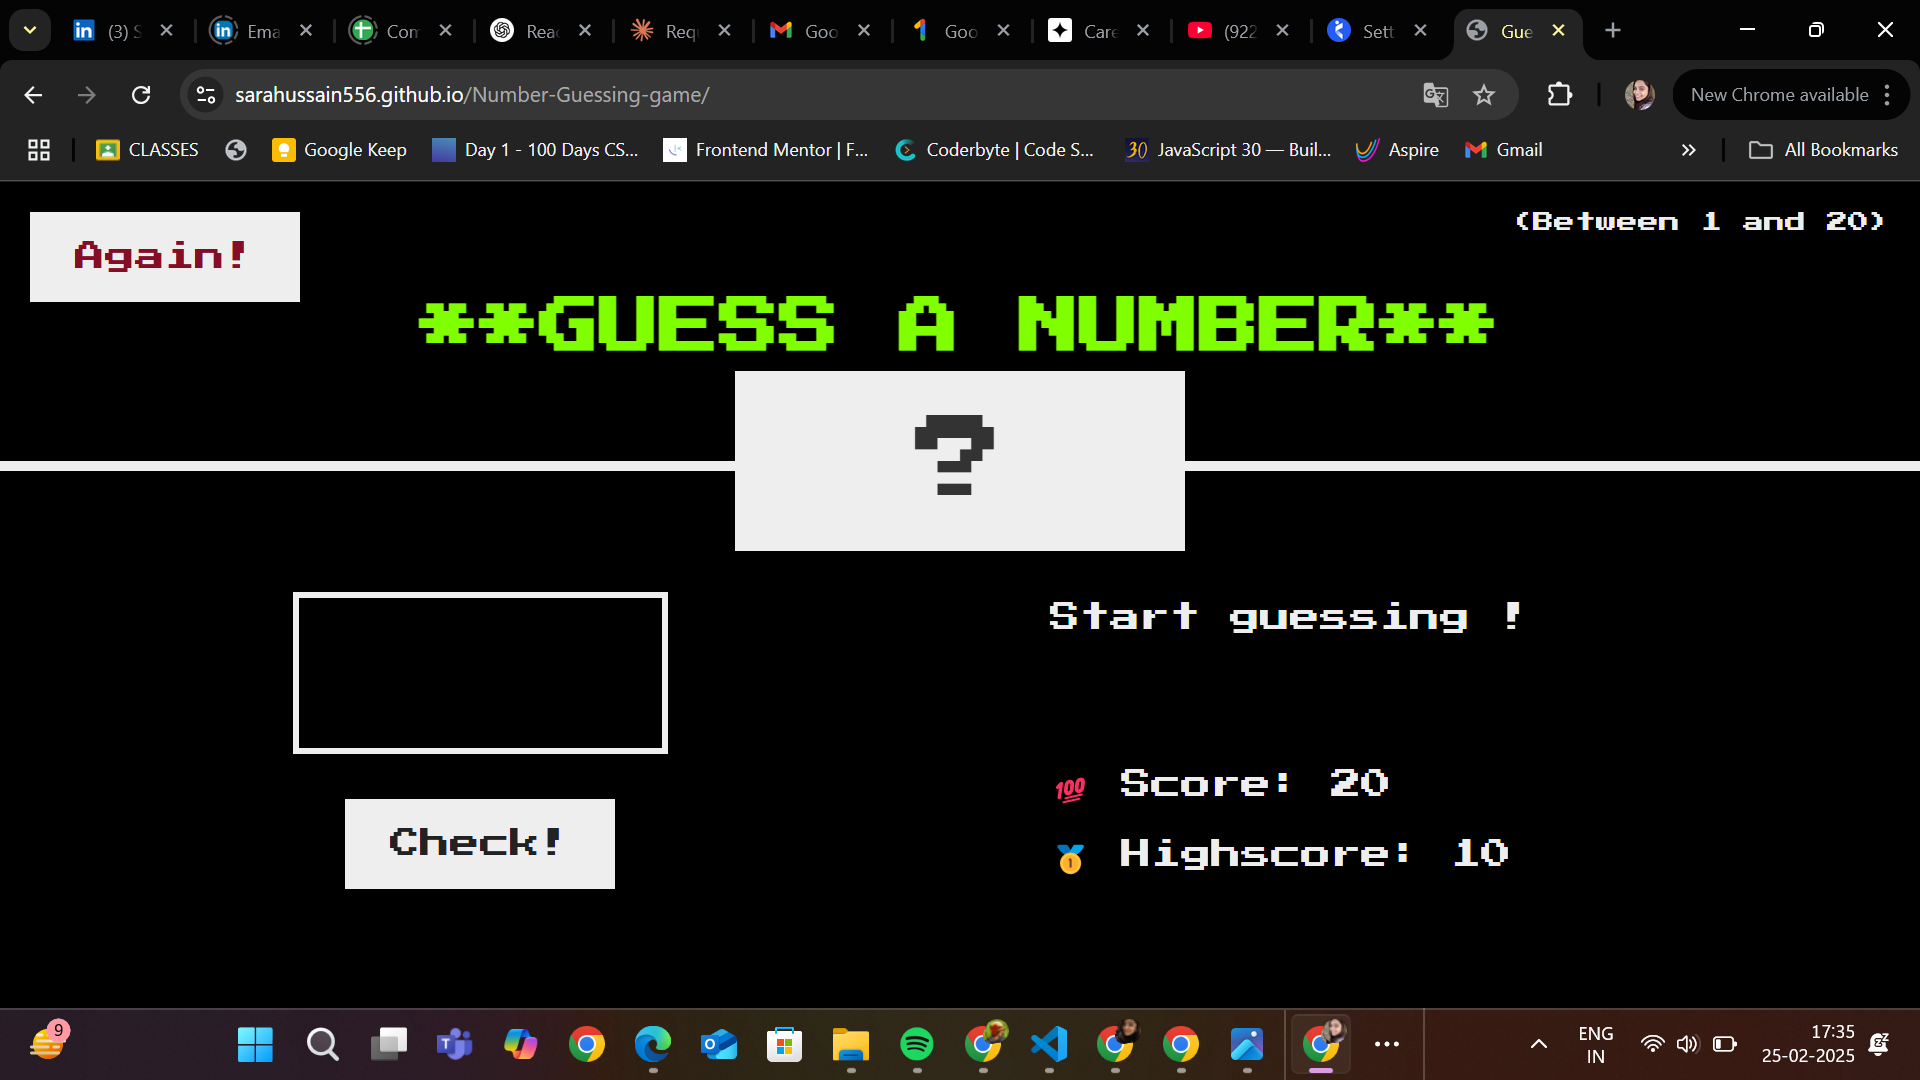 (3) S
Ema
Con
Rea
Req
Goo
Goo
Care
(922
Sett
Gue
sarahussain556.github.io/Number-Guessing-game/
New Chrome available
CLASSES
Google Keep
Day 1 - 100 Days CS...
Frontend Mentor | F...
Coderbyte | Code S...
30 JavaScript 30 — Buil...
Aspire
Gmail
All Bookmarks
Again!
(Between 1 and 20)
**GUESS A NUMBER**
?
Start guessing !
💯 Score: 20
Check!
🥇 Highscore: 10
9
ENG
IN
17:35
25-02-2025